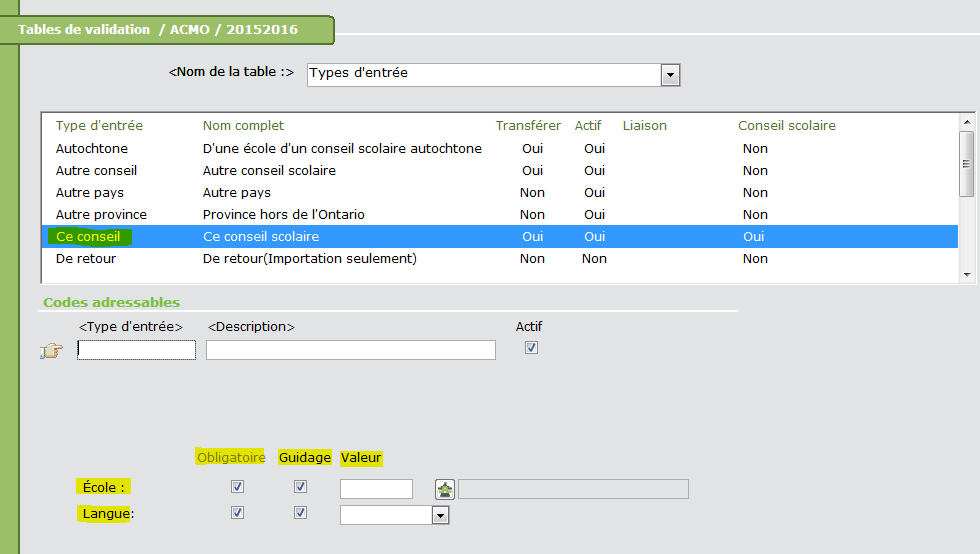 Tables de validation / ACMO / 20152016
<Nom de la table :> Types d'entrée
Type d'entrée Nom complet Transférer Actif Liaison Conseil scolaire
Autochtone D'une école d'un conseil scolaire autochtone Oui Oui Non
Autre conseil Autre conseil scolaire Oui Oui Non
Autre pays Autre pays Non Oui Non
Autre province Province hors de l'Ontario Non Oui Non
Ce conseil Ce conseil scolaire Oui Oui Oui
De retour De retour(Importation seulement) Non Non Non
Codes adressables
<Type d'entrée> <Description> Actif
Obligatoire Guidage Valeur
École :
Langue: